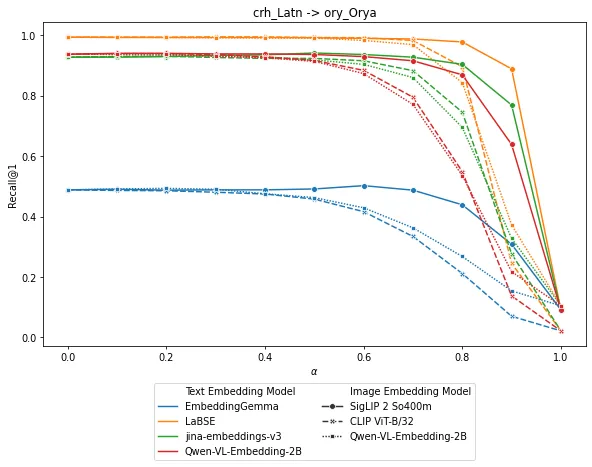 crh_Latn -> ory_Orya
Recall@1
1.0
0.8
0.6
0.4
0.2
0.0
0.0 0.2 0.4 0.6 0.8 1.0
α
Text Embedding Model
EmbeddingGemma
LaBSE
jina-embeddings-v3
Qwen-VL-Embedding-2B
Image Embedding Model
SigLIP 2 So400m
CLIP ViT-B/32
Qwen-VL-Embedding-2B